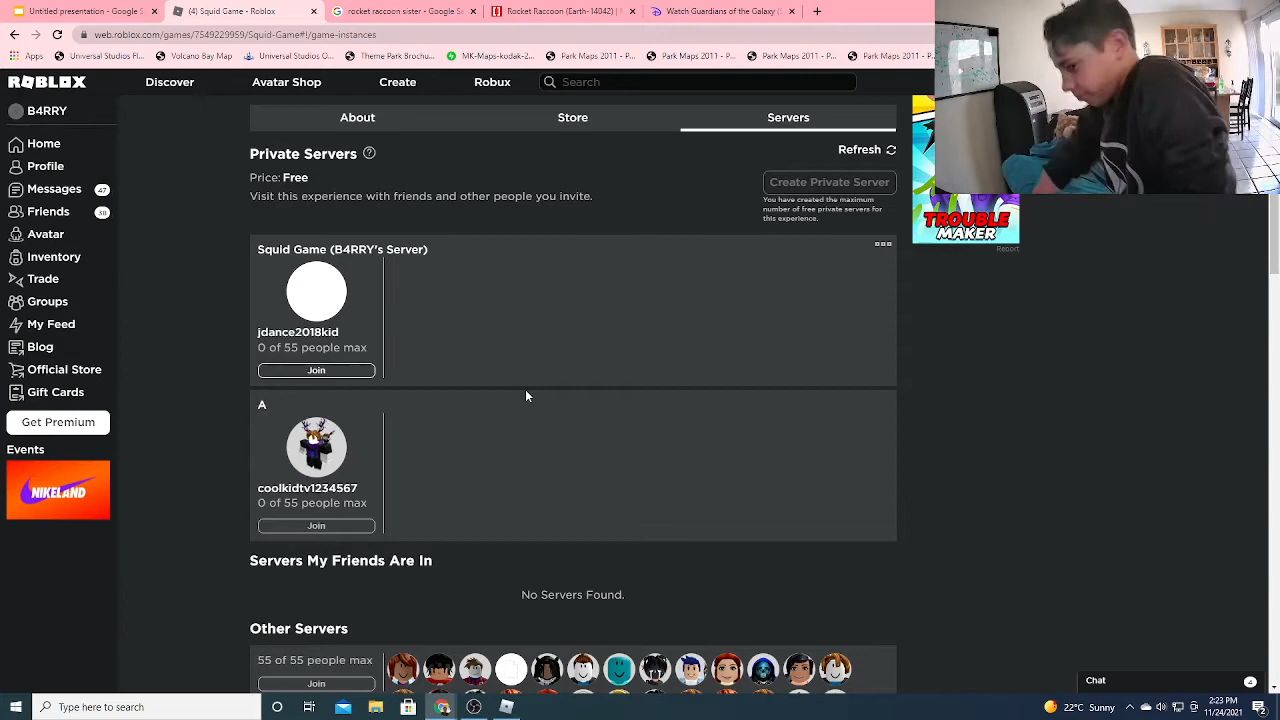 Untitled presentation - Google S
(4) Squid Game - Roblox
rocket raccoon sister - Google Se
Rocket Raccoon (Earth-14042) | M
Watch Guardians of the Galaxy (S
web.roblox.com/games/7549229959/Squid-Game#!/game-instances
Apps
Universal Studios Fl...
Volcano Bay
Universal Studios G...
Theme Park Brochu...
MK-20195-kodak-2...
Park Maps 2011 - P...
Park Maps 2011 - P...
Park Maps 2011 - P...
Park Maps 2011 -
ROBLOX
Discover
Avatar Shop
Create
Robux
Search
B4RRY
Home
Profile
Messages 47
Friends 38
Avatar
Inventory
Trade
Groups
My Feed
Blog
Official Store
Gift Cards
Get Premium
Events
NIKELAND
About
Store
Servers
Private Servers
Refresh
Price: Free
Visit this experience with friends and other people you invite.
Create Private Server
You have created the maximum
number of free private servers for
this experience.
Squid Game (B4RRY's Server)
jdance2018kid
0 of 55 people max
Join
A
coolkidtv1234567
0 of 55 people max
Join
Servers My Friends Are In
No Servers Found.
Other Servers
55 of 55 people max
Join
TROUBLE
MAKER
Report
Chat 4
Type here to search
22°C Sunny
2:23 PM
11/24/2021
2